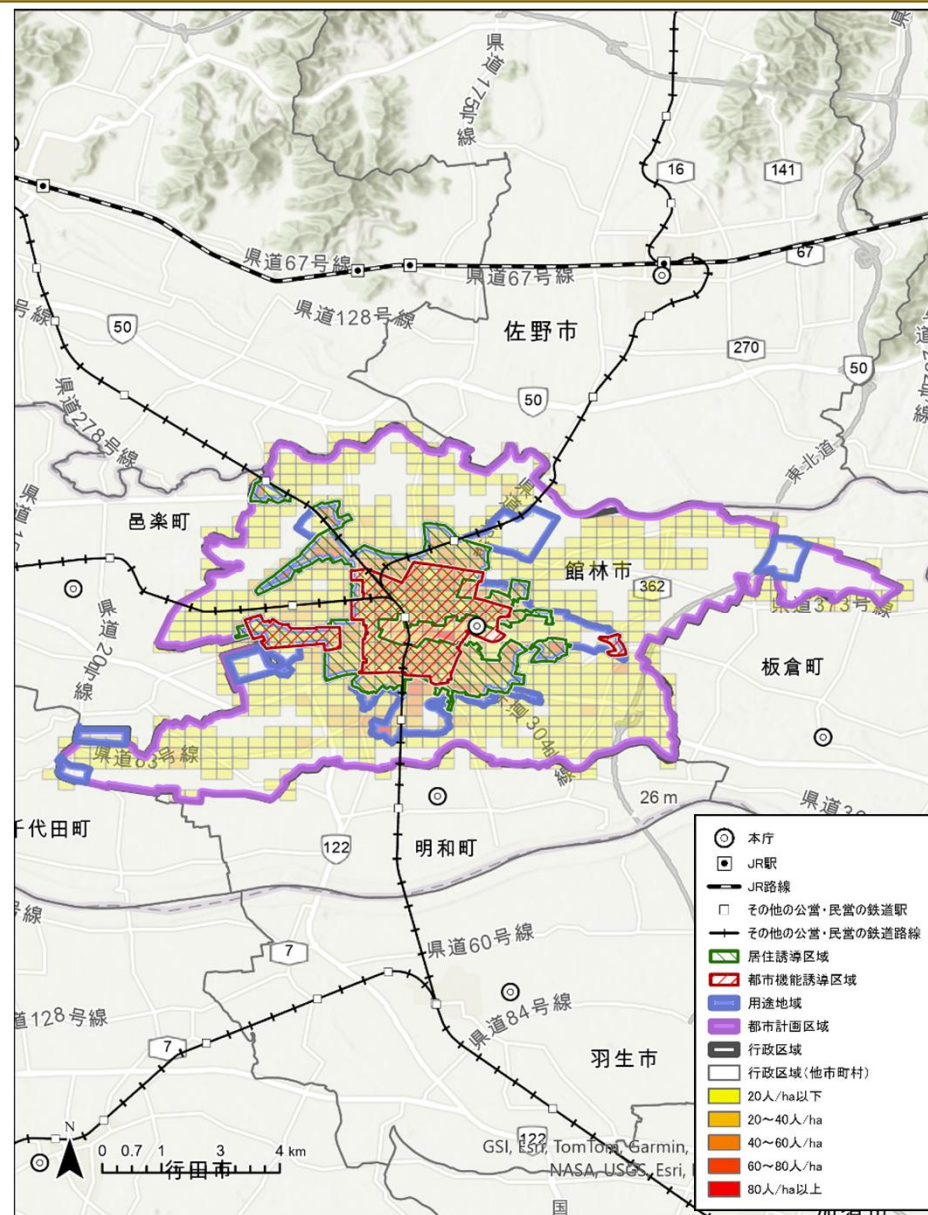 県道175号線
16
141
67
県道67号線
県道67号線
県道128号線
佐野市
50
270
50
50
県道278号線
東北道
邑楽町
館林市
362
県道373号線
板倉町
県道20号線
県道304号線
県道83号線
26 m
千代田町
122
明和町
7
県道60号線
道128号線
県道84号線
7
羽生市
122
行田市
N
0 0.7 1 3 4 km
GSI, Esri, TomTom, Garmin,
NASA, USGS, Esri,
国
本庁
JR駅
JR路線
その他の公営・民営の鉄道駅
その他の公営・民営の鉄道路線
居住誘導区域
都市機能誘導区域
用途地域
都市計画区域
行政区域
行政区域(他市町村)
20人/ha以下
20～40人/ha
40～60人/ha
60～80人/ha
80人/ha以上